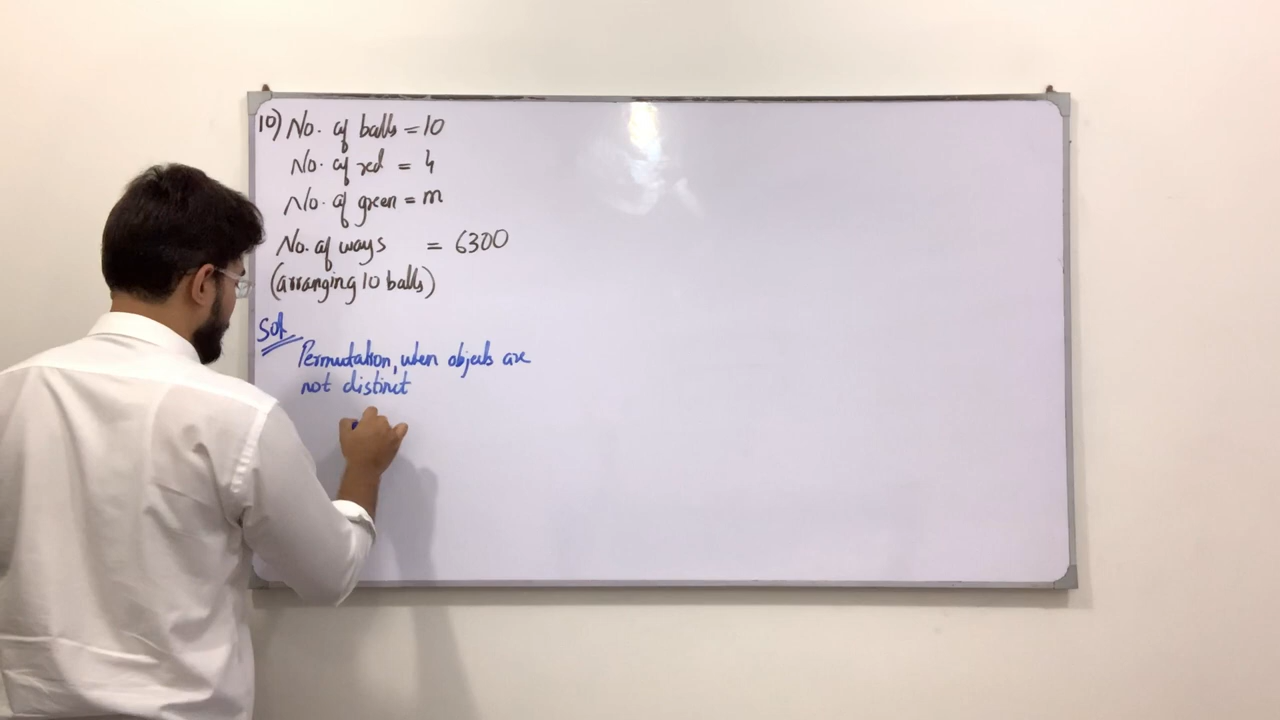 10) No. of balls = 10
No. of red = 4
No. of green = m
No. of ways = 6300
(arranging 10 balls)
Sol
Permutation, when objects are
not distinct